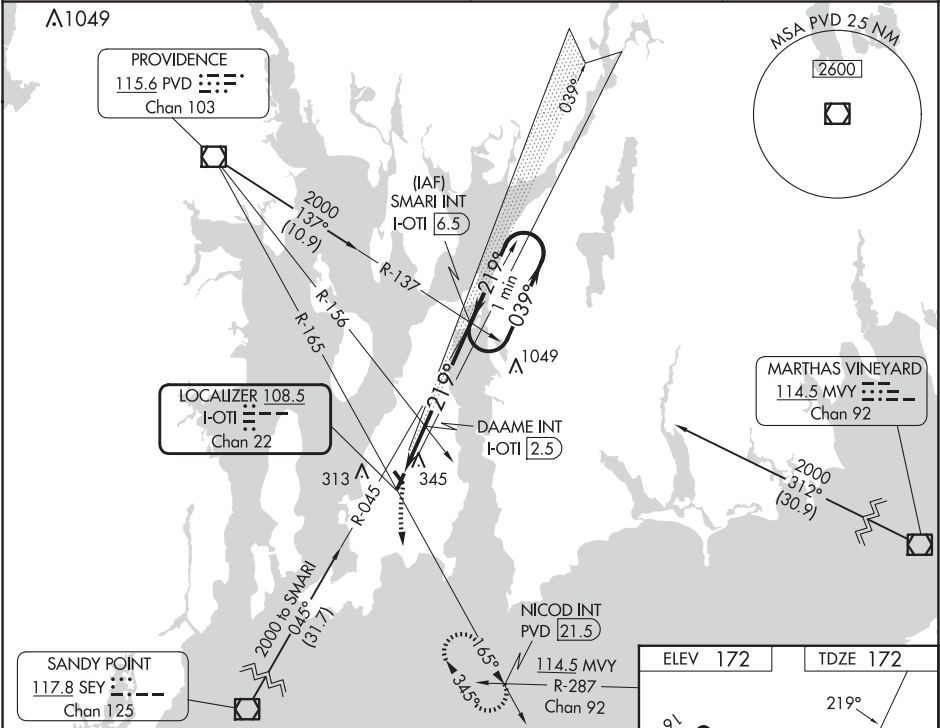 1049
MSA PVD 25 NM
2600
PROVIDENCE
115.6 PVD
Chan 103
039°
(IAF)
SMARI INT
I-OTI 6.5
2000
137°
(10.9)
R-137
R-156
R-165
219°
1 min
039°
1049
MARTHAS VINEYARD
114.5 MVY
Chan 92
LOCALIZER 108.5
I-OTI
Chan 22
219°
DAAME INT
I-OTI 2.5
313
345
R-045
2000
312°
(30.9)
2000 to SMARI
045°
(31.7)
NICOD INT
PVD 21.5
165°
345°
114.5 MVY
R-287
Chan 92
SANDY POINT
117.8 SEY
Chan 125
ELEV 172
TDZE 172
219°
16